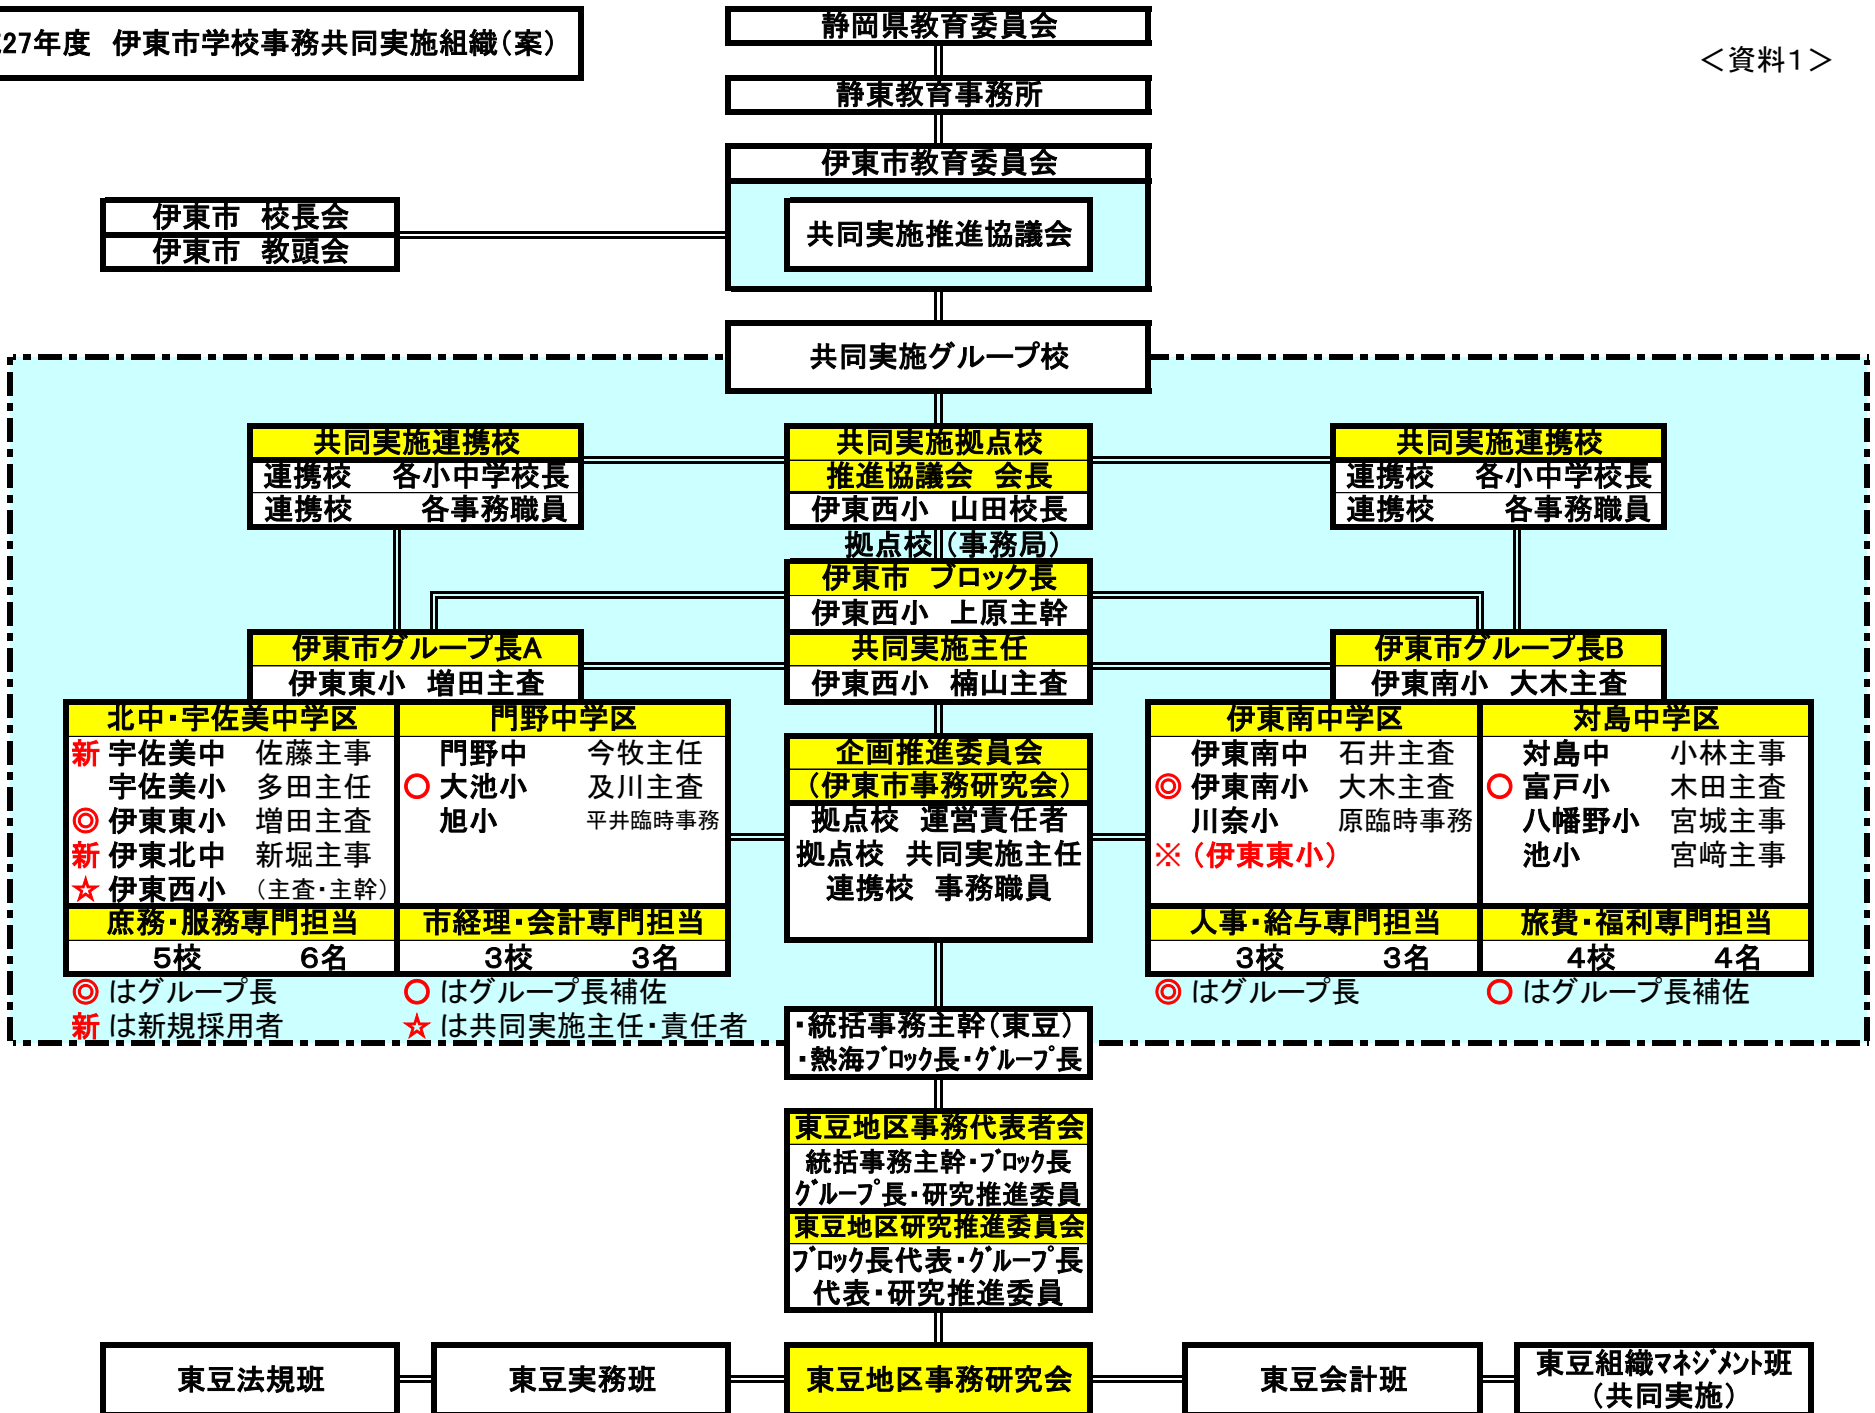 27年度　伊東市学校事務共同実施組織（案）
＜資料１＞
静岡県教育委員会
静東教育事務所
伊東市教育委員会
共同実施推進協議会
伊東市　校長会
伊東市　教頭会
共同実施グループ校
共同実施連携校
連携校　各小中学校長
連携校　各事務職員
共同実施拠点校
推進協議会　会長
伊東西小　山田校長
拠点校（事務局）
共同実施連携校
連携校　各小中学校長
連携校　各事務職員
伊東市　ブロック長
伊東西小　上原主幹
共同実施主任
伊東西小　楠山主査
伊東市グループ長A
伊東東小　増田主査
伊東市グループ長B
伊東南小　大木主査
北中・宇佐美中学区
新 宇佐美中　佐藤主事
宇佐美小　多田主任
◎ 伊東東小　増田主査
新 伊東北中　新堀主事
☆ 伊東西小　（主査・主幹）
庶務・服務専門担当
５校　６名
門野中学区
門野中　今牧主任
○ 大池小　及川主査
旭小　平井臨時事務
市経理・会計専門担当
３校　３名
企画推進委員会
（伊東市事務研究会）
拠点校　運営責任者
拠点校　共同実施主任
連携校　事務職員
伊東南中学区
伊東南中　石井主査
◎ 伊東南小　大木主査
川奈小　原臨時事務
※（伊東東小）
人事・給与専門担当
３校　３名
対島中学区
対島中　小林主事
○ 富戸小　木田主査
八幡野小　宮城主事
池小　宮﨑主事
旅費・福利専門担当
４校　４名
◎ はグループ長
○ はグループ長補佐
新 は新規採用者
☆ は共同実施主任・責任者
◎ はグループ長
○ はグループ長補佐
・統括事務主幹（東豆）
・熱海ﾌﾞﾛｯｸ長・ｸﾞﾙｰﾌﾟ長
東豆地区事務代表者会
統括事務主幹・ﾌﾞﾛｯｸ長
ｸﾞﾙｰﾌﾟ長・研究推進委員
東豆地区研究推進委員会
ﾌﾞﾛｯｸ長代表・ｸﾞﾙｰﾌﾟ長
代表・研究推進委員
東豆法規班
東豆実務班
東豆地区事務研究会
東豆会計班
東豆組織ﾏﾈｼﾞﾒﾝﾄ班
（共同実施）